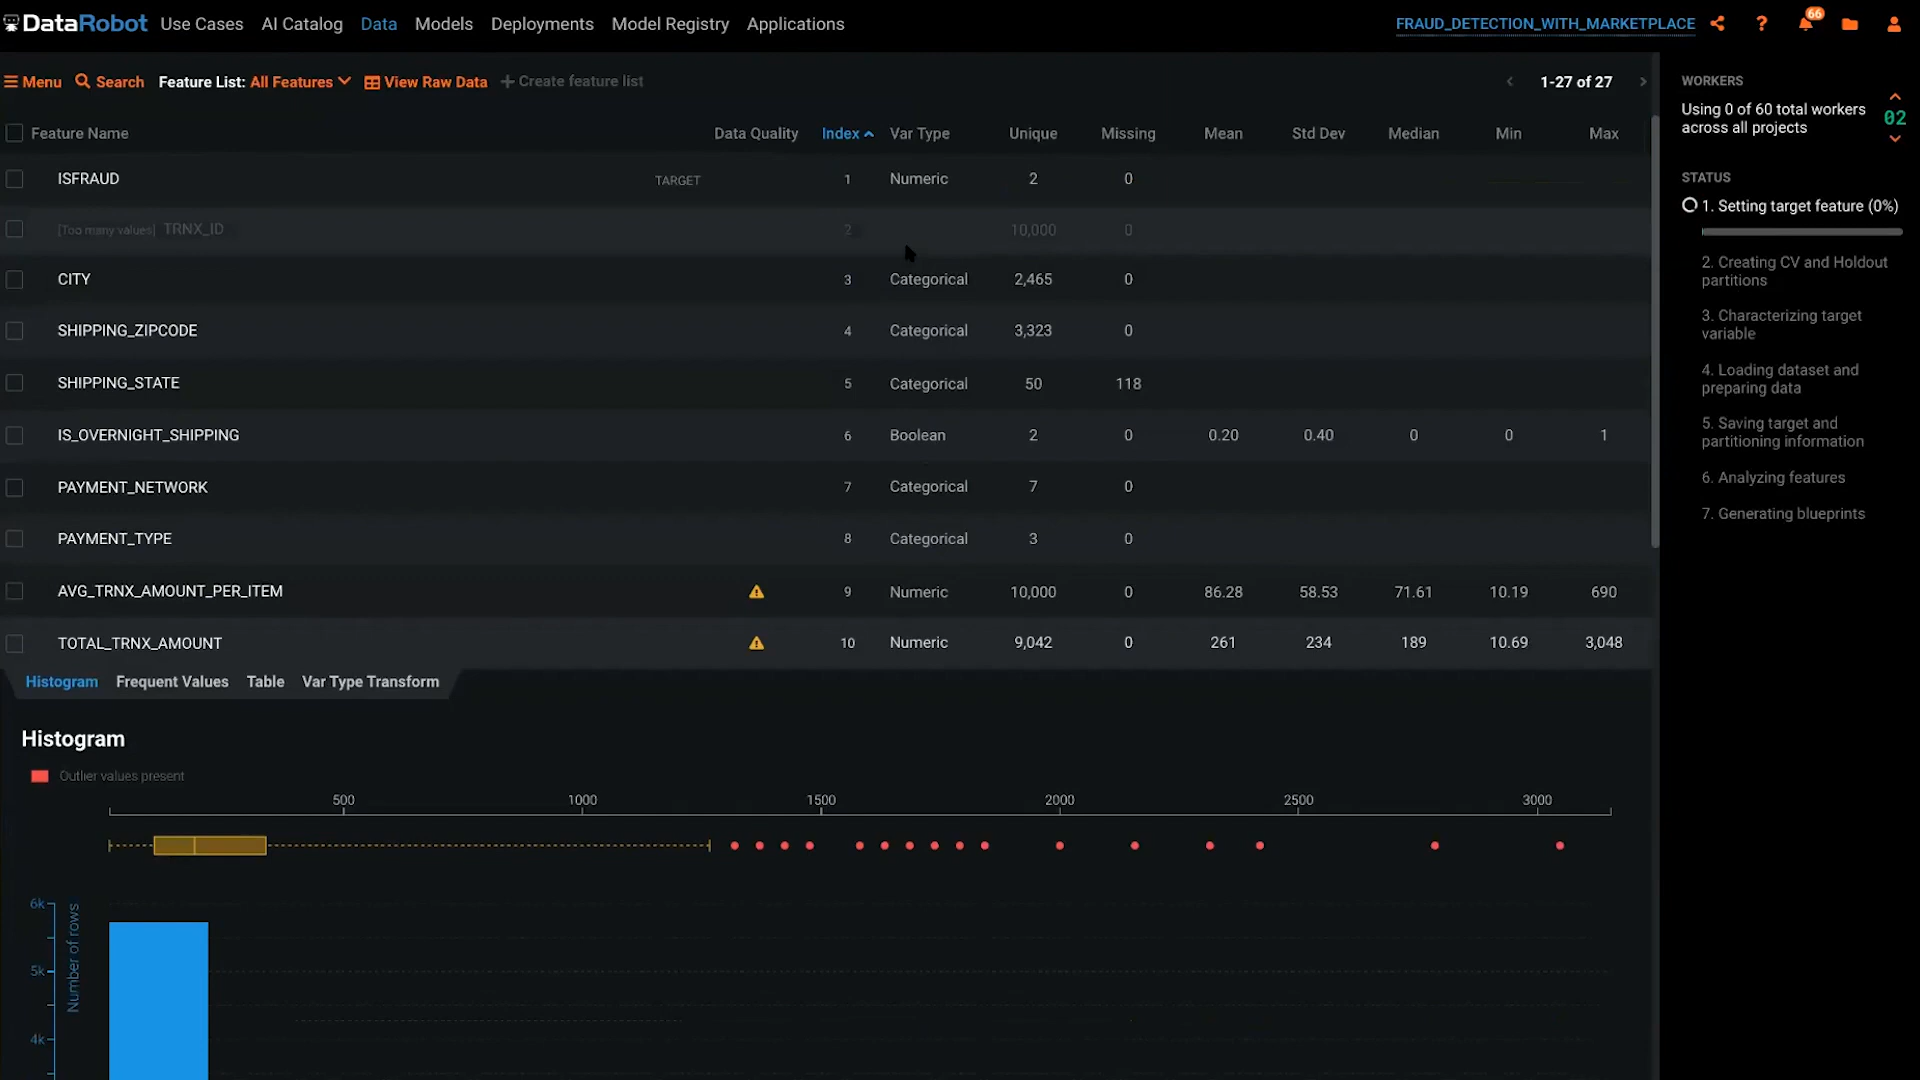 DataRobot Use Cases AI Catalog Data Models Deployments Model Registry Applications FRAUD_DETECTION_WITH_MARKETPLACE ? 66
Menu Search Feature List: All Features View Raw Data + Create feature list < 1-27 of 27 >
Feature Name Data Quality Index Var Type Unique Missing Mean Std Dev Median Min Max
ISFRAUD TARGET 1 Numeric 2 0
[Too many values] TRNX_ID 2 10,000 0
CITY 3 Categorical 2,465 0
SHIPPING_ZIPCODE 4 Categorical 3,323 0
SHIPPING_STATE 5 Categorical 50 118
IS_OVERNIGHT_SHIPPING 6 Boolean 2 0 0.20 0.40 0 0 1
PAYMENT_NETWORK 7 Categorical 7 0
PAYMENT_TYPE 8 Categorical 3 0
AVG_TRNX_AMOUNT_PER_ITEM 9 Numeric 10,000 0 86.28 58.53 71.61 10.19 690
TOTAL_TRNX_AMOUNT 10 Numeric 9,042 0 261 234 189 10.69 3,048
Histogram Frequent Values Table Var Type Transform
Histogram
Outlier values present
500 1000 1500 2000 2500 3000
6k
5k
4k
Number of rows
WORKERS
Using 0 of 60 total workers
across all projects
02
STATUS
1. Setting target feature (0%)
2. Creating CV and Holdout
partitions
3. Characterizing target
variable
4. Loading dataset and
preparing data
5. Saving target and
partitioning information
6. Analyzing features
7. Generating blueprints